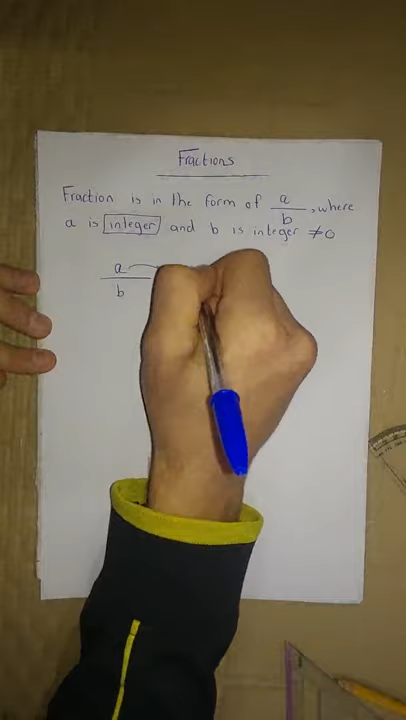 Fractions
Fraction is in the form of a/b, where
a is integer and b is integer ≠0
a
b